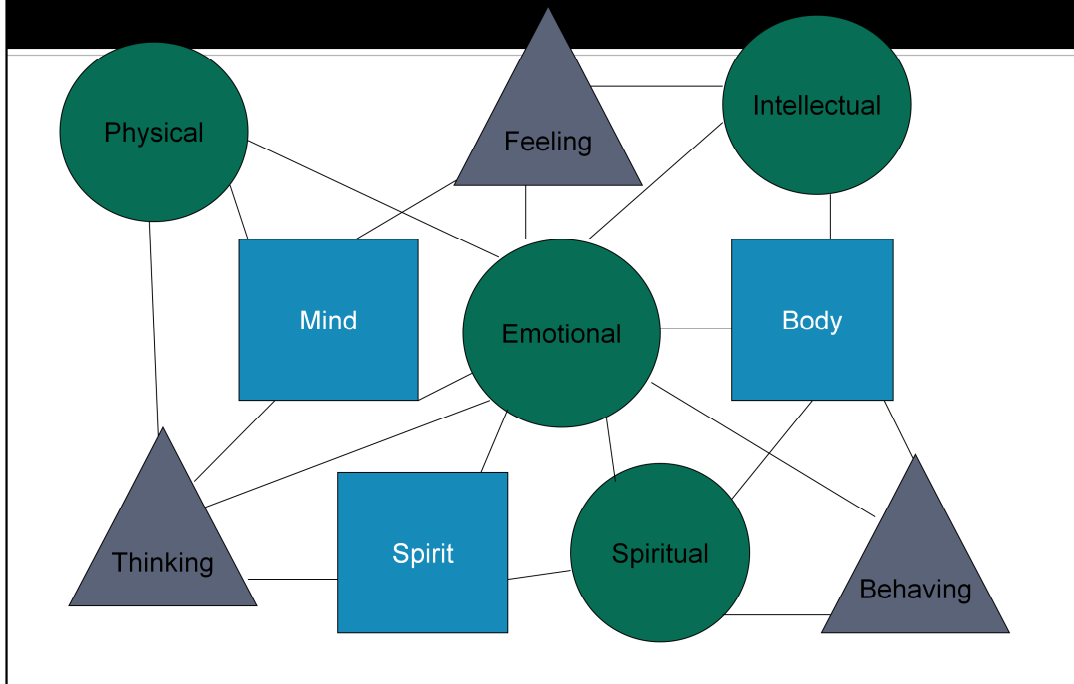 Physical
Feeling
Intellectual
Mind
Emotional
Body
Thinking
Spirit
Spiritual
Behaving